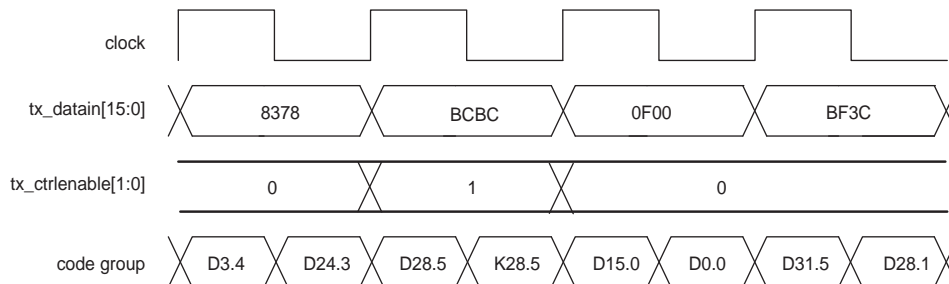 clock
tx_datain[15:0] 8378 BCBC 0F00 BF3C
tx_ctrlenable[1:0] 0 1 0
code group D3.4 D24.3 D28.5 K28.5 D15.0 D0.0 D31.5 D28.1